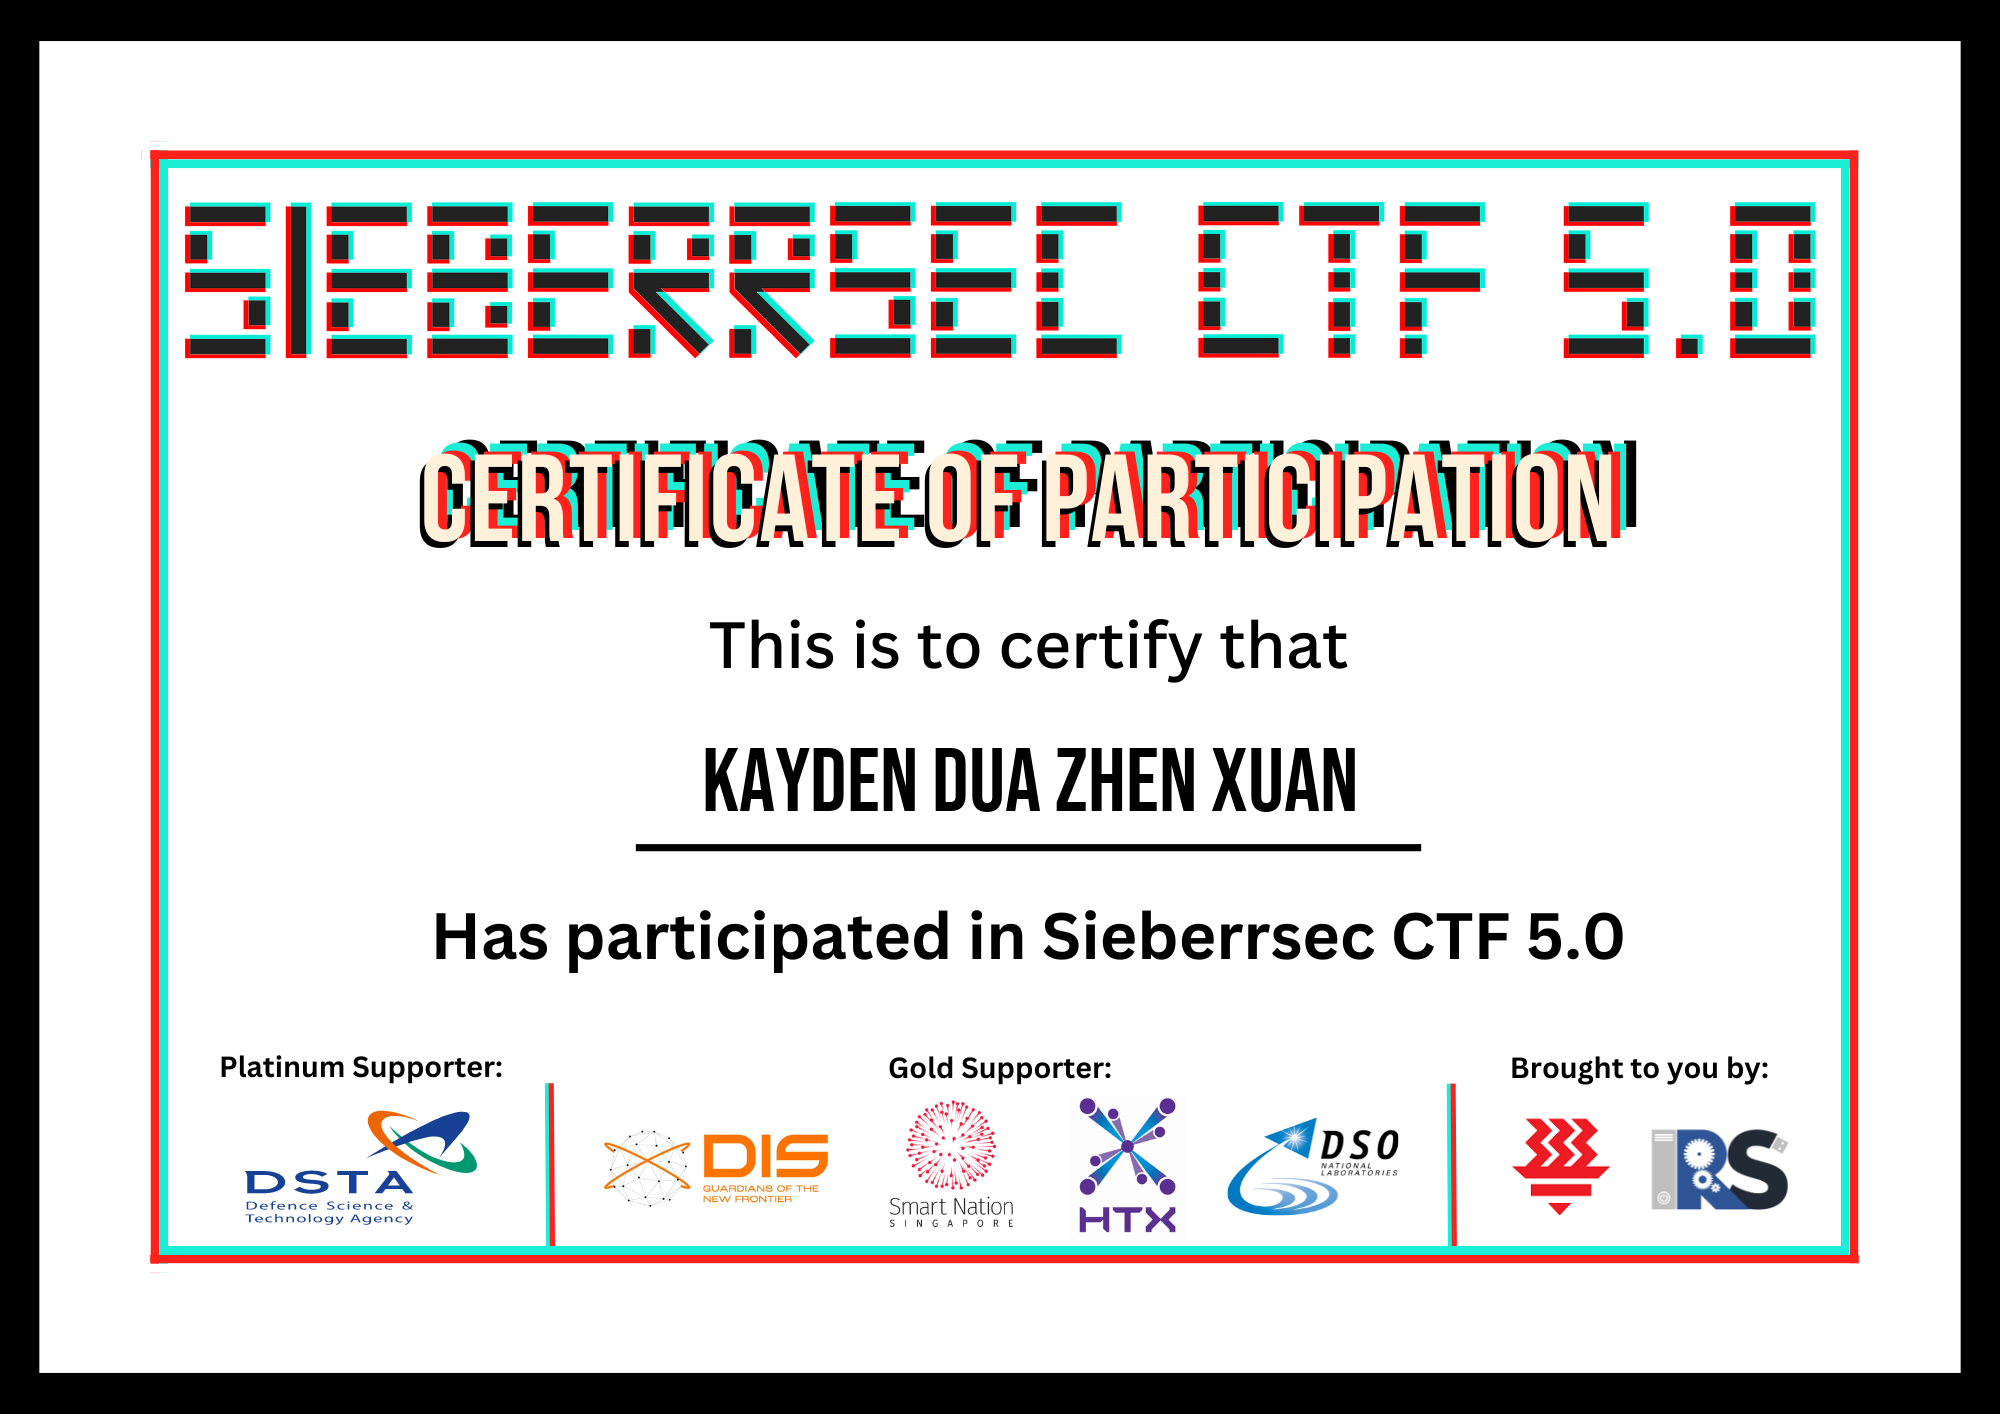 SIEBERRSEC CTF 5.0
CERTIFICATE OF PARTICIPATION
This is to certify that
KAYDEN DUA ZHEN XUAN
Has participated in Sieberrsec CTF 5.0
Platinum Supporter:
DSTA
Defence Science &
Technology Agency
Gold Supporter:
DIS
GUARDIANS OF THE
NEW FRONTIER
Smart Nation
SINGAPORE
HTX
DSO
NATIONAL
LABORATORIES
Brought to you by:
IRS